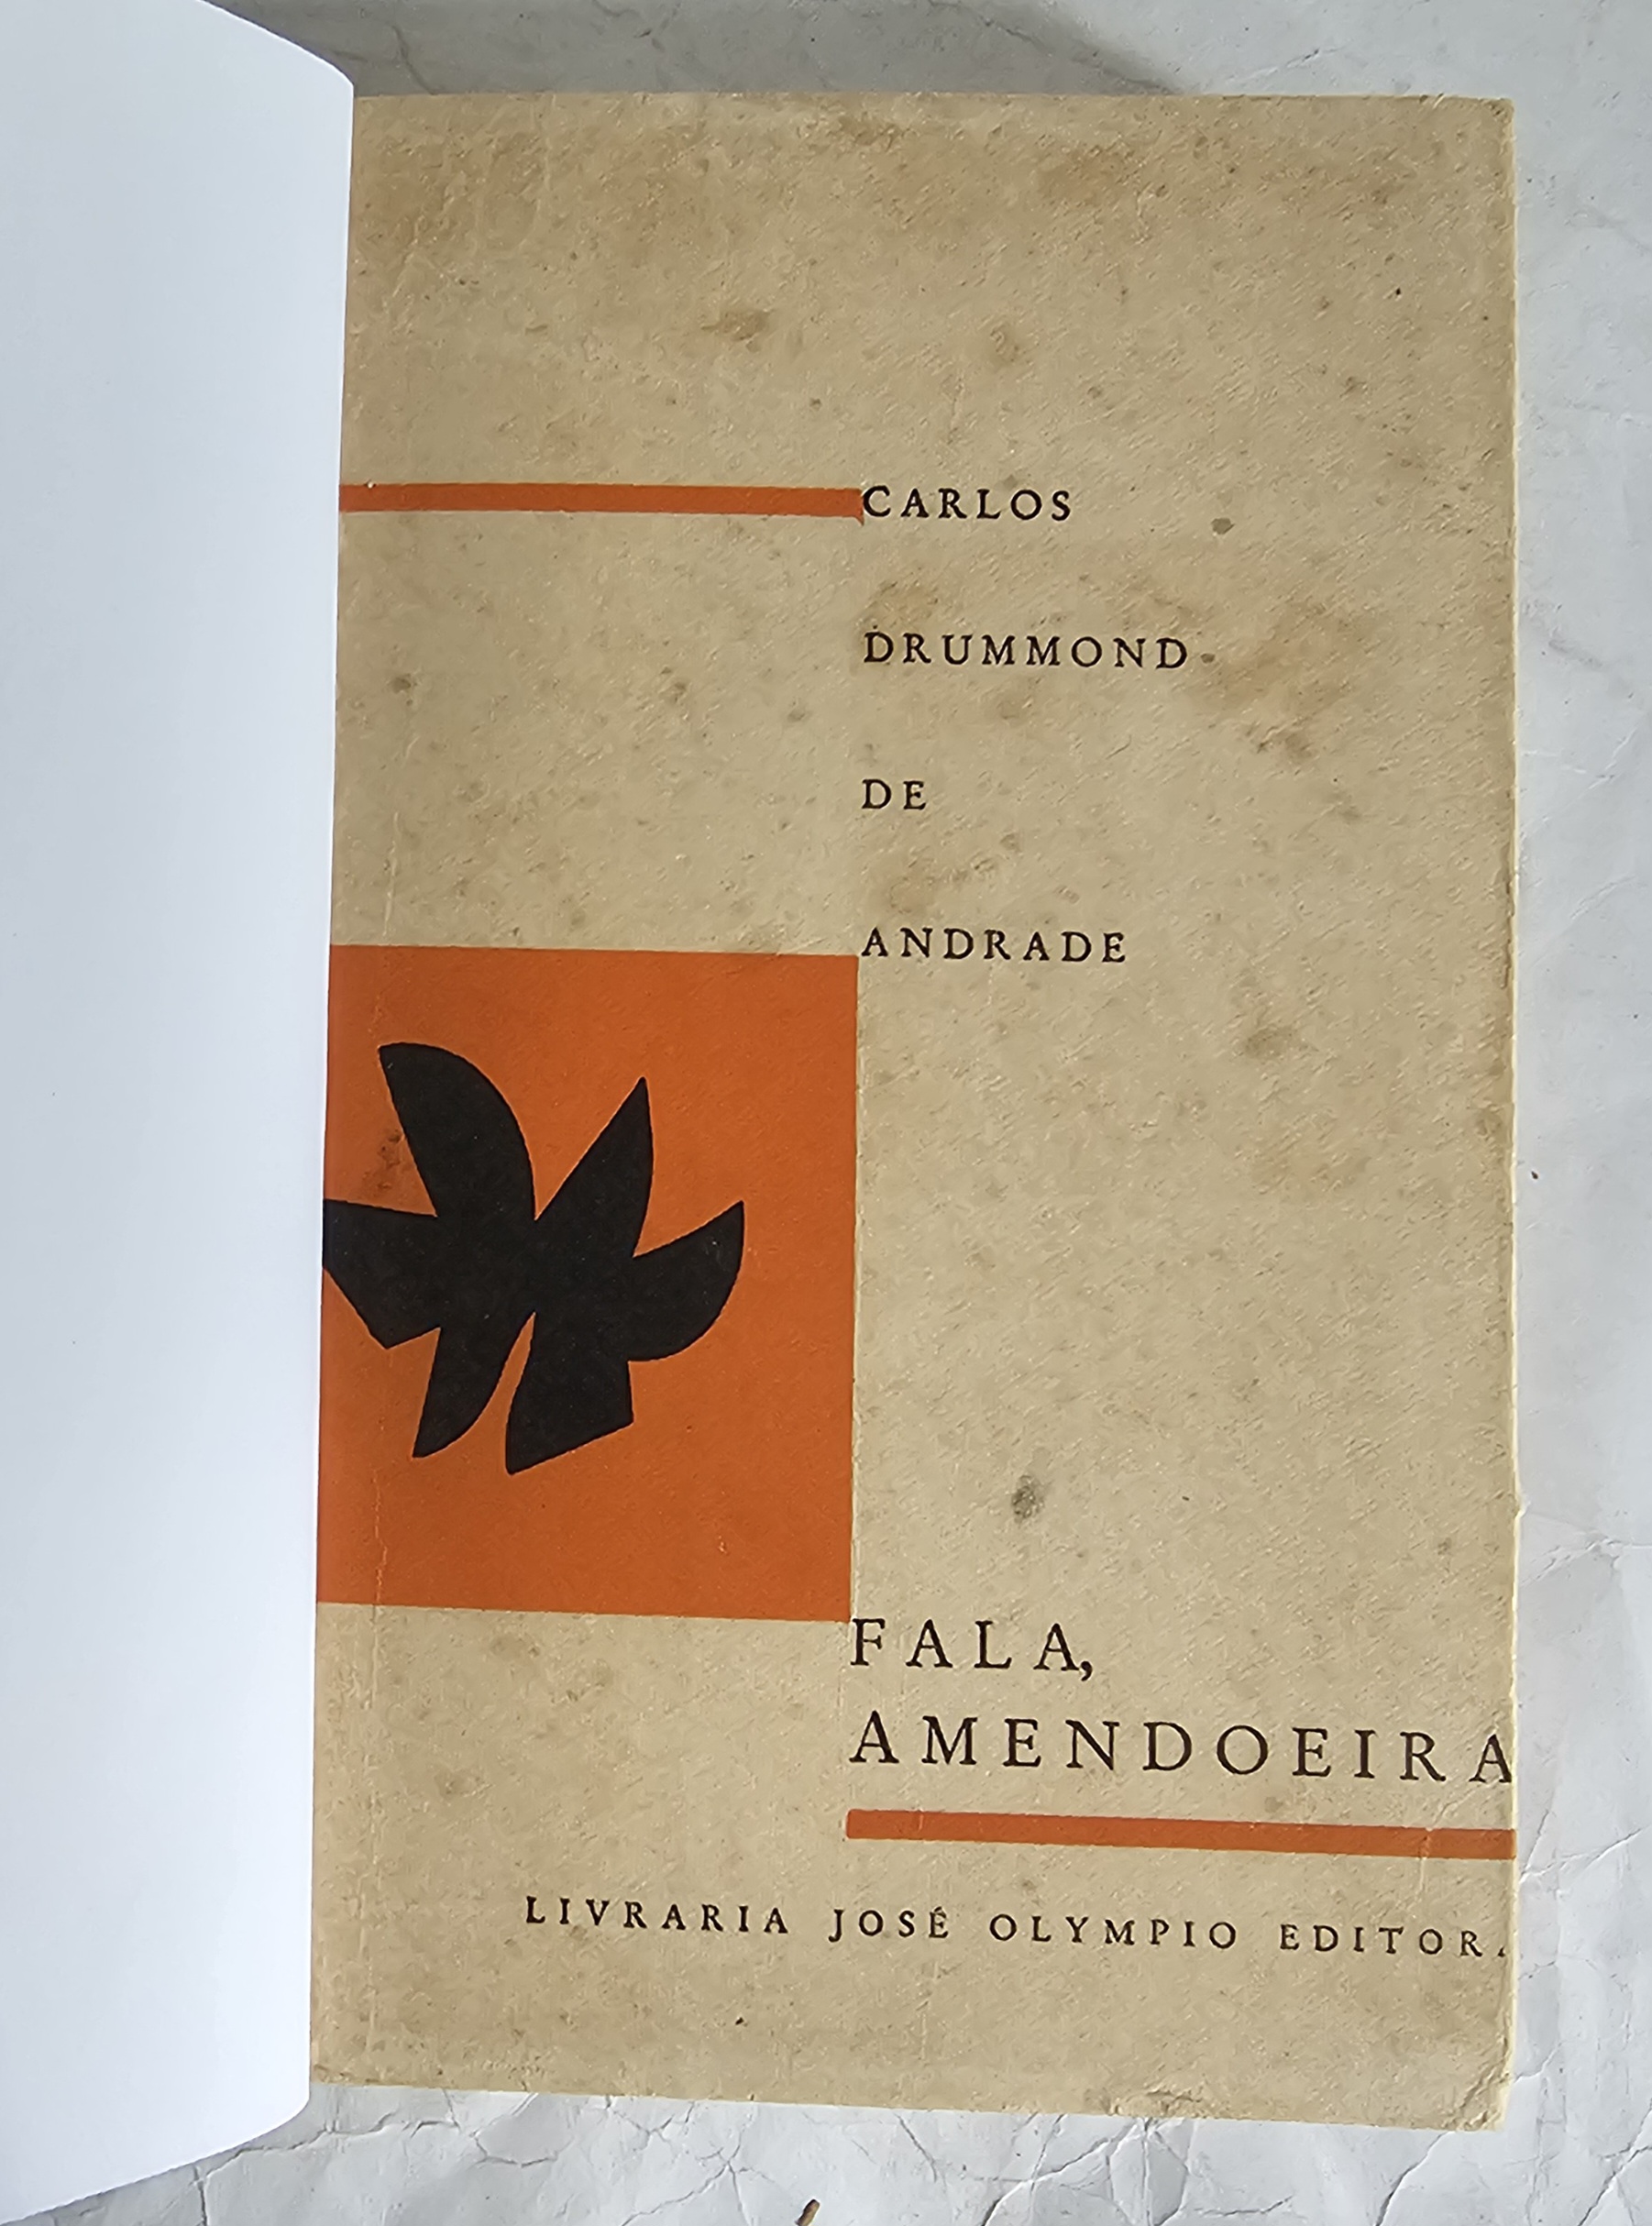 CARLOS
DRUMMOND
DE
ANDRADE
FALA,
AMENDOEIRA
LIVRARIA JOSÉ OLYMPIO EDITORA